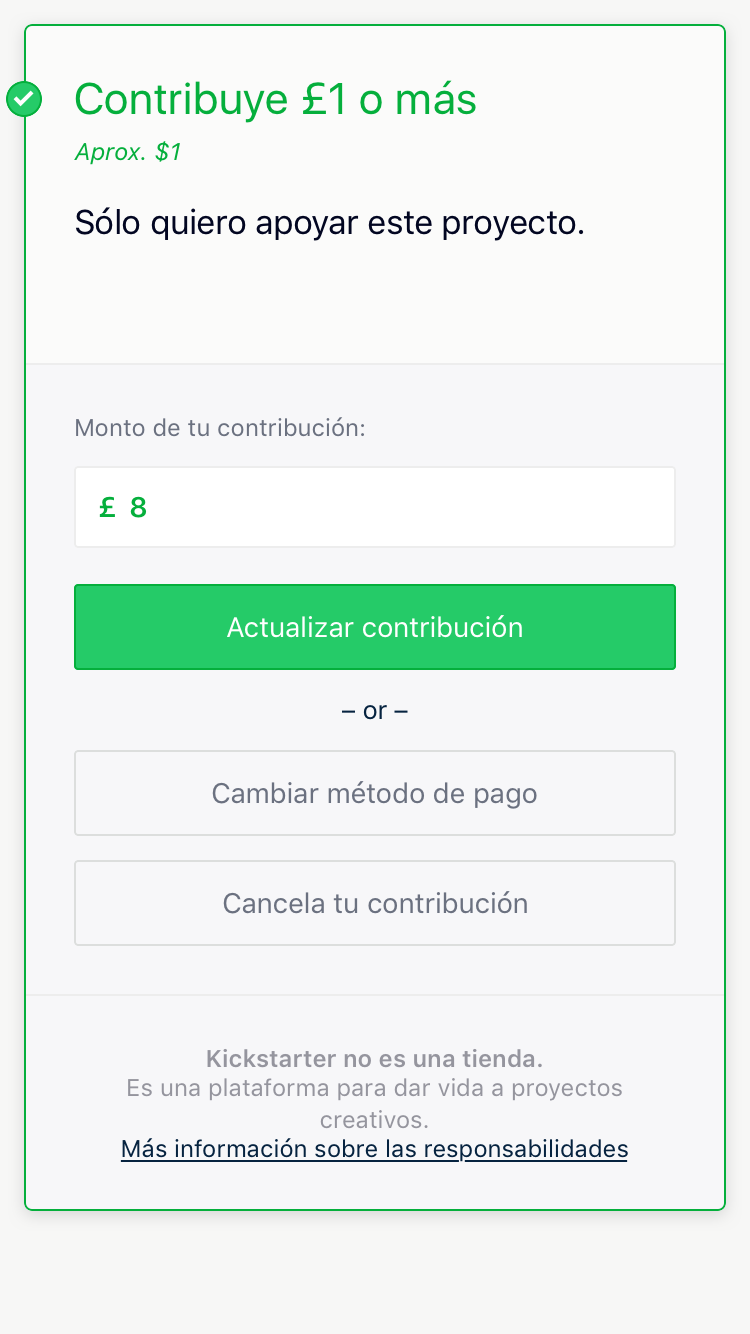 Contribuye £1 o más
Aprox. $1
Sólo quiero apoyar este proyecto.
Monto de tu contribución:
£ 8
Actualizar contribución
– or –
Cambiar método de pago
Cancela tu contribución
Kickstarter no es una tienda.
Es una plataforma para dar vida a proyectos
creativos.
Más información sobre las responsabilidades